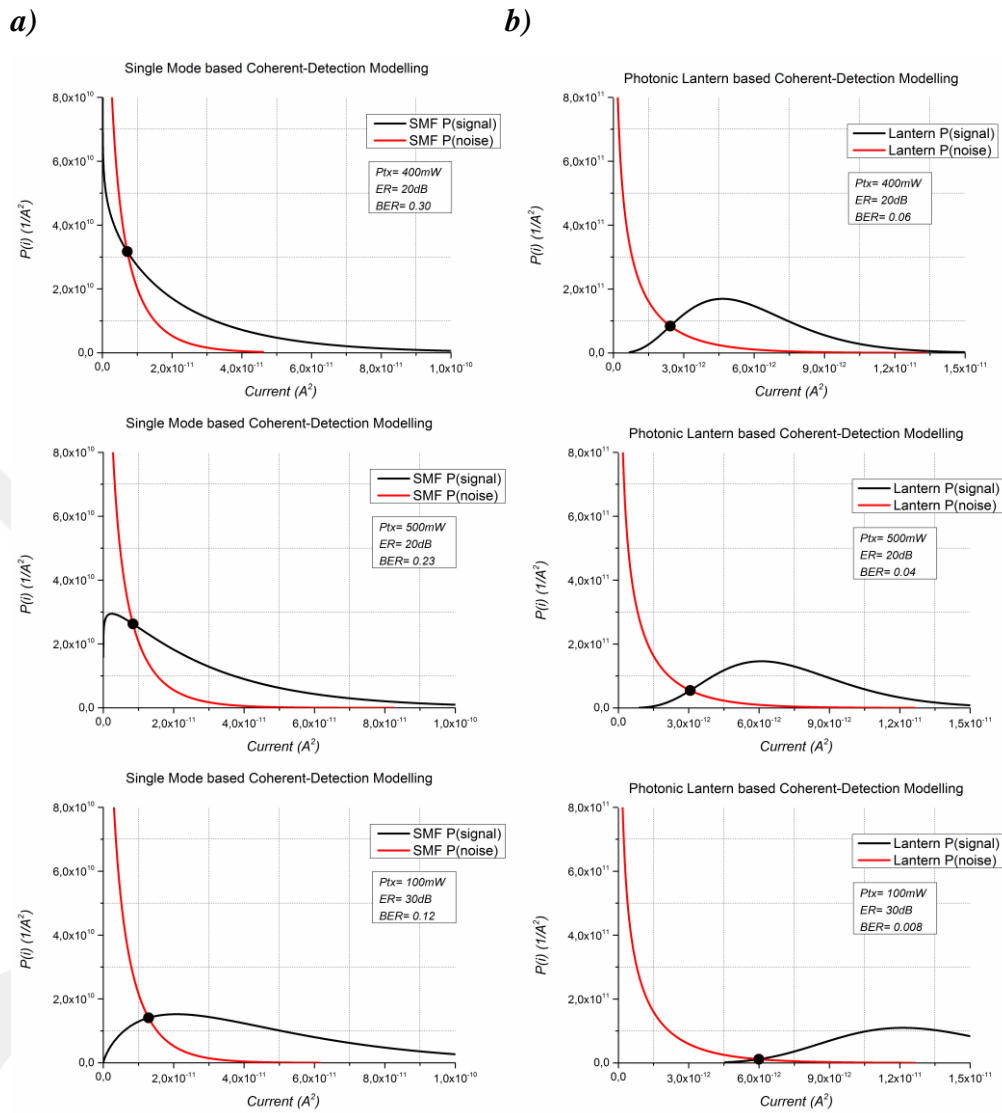 a)
b)
Single Mode based Coherent-Detection Modelling
8,0x10¹⁰
6,0x10¹⁰
4,0x10¹⁰
2,0x10¹⁰
0,0
P(i) (1/A²)
SMF P(signal)
SMF P(noise)
Ptx= 400mW
ER= 20dB
BER= 0.30
0,0 2,0x10⁻¹¹ 4,0x10⁻¹¹ 6,0x10⁻¹¹ 8,0x10⁻¹¹ 1,0x10⁻¹⁰
Current (A²)
Photonic Lantern based Coherent-Detection Modelling
8,0x10¹¹
6,0x10¹¹
4,0x10¹¹
2,0x10¹¹
0,0
P(i) (1/A²)
Lantern P(signal)
Lantern P(noise)
Ptx= 400mW
ER= 20dB
BER= 0.06
0,0 3,0x10⁻¹² 6,0x10⁻¹² 9,0x10⁻¹² 1,2x10⁻¹¹ 1,5x10⁻¹¹
Current (A²)
Single Mode based Coherent-Detection Modelling
8,0x10¹⁰
6,0x10¹⁰
4,0x10¹⁰
2,0x10¹⁰
0,0
P(i) (1/A²)
SMF P(signal)
SMF P(noise)
Ptx= 500mW
ER= 20dB
BER= 0.23
0,0 2,0x10⁻¹¹ 4,0x10⁻¹¹ 6,0x10⁻¹¹ 8,0x10⁻¹¹ 1,0x10⁻¹⁰
Current (A²)
Photonic Lantern based Coherent-Detection Modelling
8,0x10¹¹
6,0x10¹¹
4,0x10¹¹
2,0x10¹¹
0,0
P(i) (1/A²)
Lantern P(signal)
Lantern P(noise)
Ptx= 500mW
ER= 20dB
BER= 0.04
0,0 3,0x10⁻¹² 6,0x10⁻¹² 9,0x10⁻¹² 1,2x10⁻¹¹ 1,5x10⁻¹¹
Current (A²)
Single Mode based Coherent-Detection Modelling
8,0x10¹⁰
6,0x10¹⁰
4,0x10¹⁰
2,0x10¹⁰
0,0
P(i) (1/A²)
SMF P(signal)
SMF P(noise)
Ptx= 100mW
ER= 30dB
BER= 0.12
0,0 2,0x10⁻¹¹ 4,0x10⁻¹¹ 6,0x10⁻¹¹ 8,0x10⁻¹¹ 1,0x10⁻¹⁰
Current (A²)
Photonic Lantern based Coherent-Detection Modelling
8,0x10¹¹
6,0x10¹¹
4,0x10¹¹
2,0x10¹¹
0,0
P(i) (1/A²)
Lantern P(signal)
Lantern P(noise)
Ptx= 100mW
ER= 30dB
BER= 0.008
0,0 3,0x10⁻¹² 6,0x10⁻¹² 9,0x10⁻¹² 1,2x10⁻¹¹ 1,5x10⁻¹¹
Current (A²)